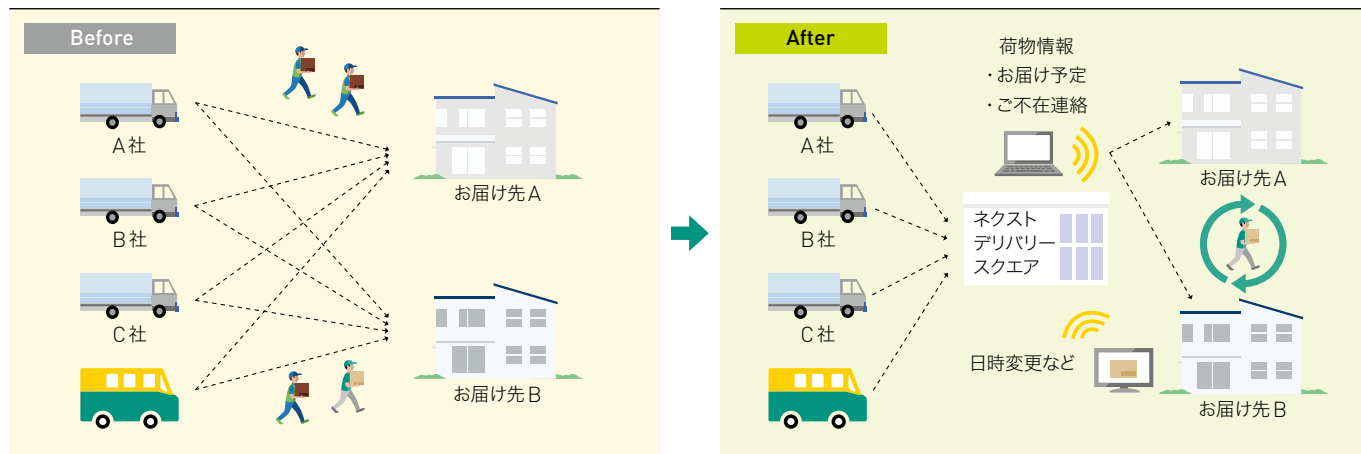 Before
A社
B社
C社
お届け先A
お届け先B
After
A社
B社
C社
荷物情報
・お届け予定
・ご不在連絡
ネクスト
デリバリー
スクエア
日時変更など
お届け先A
お届け先B